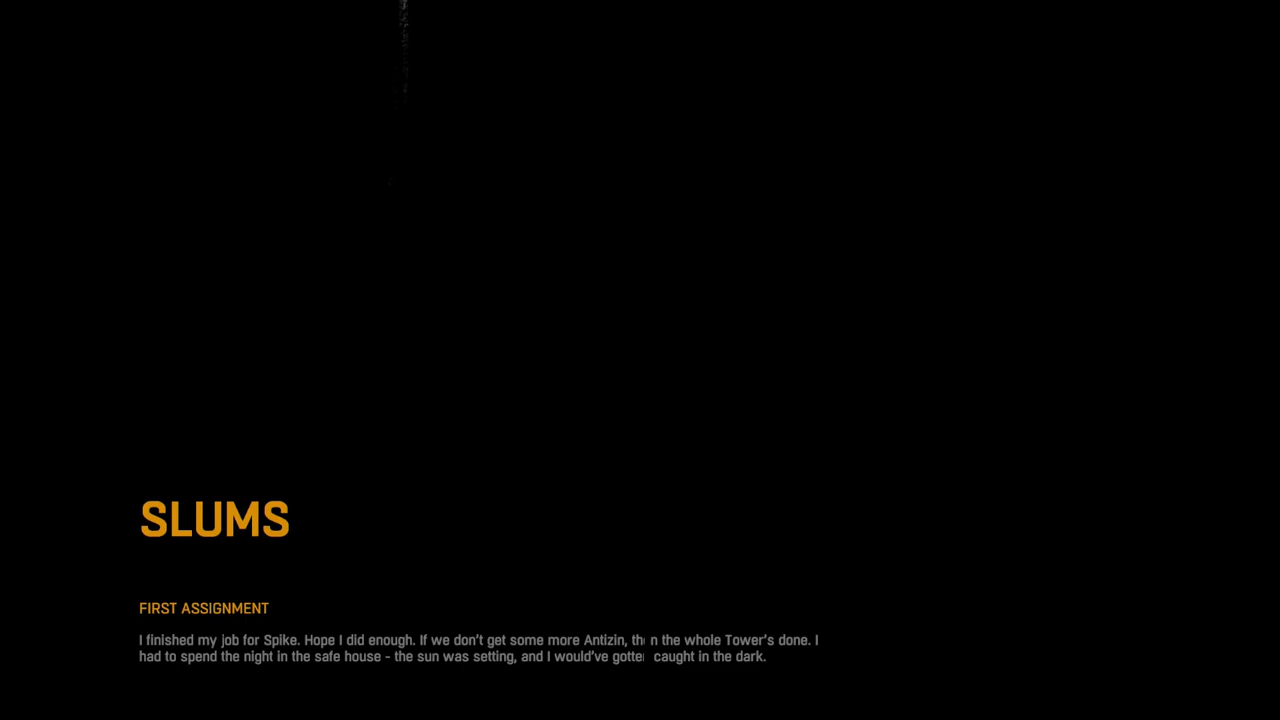 SLUMS
FIRST ASSIGNMENT
I finished my job for Spike. Hope I did enough. If we don't get some more Antizin, then the whole Tower's done. I
had to spend the night in the safe house - the sun was setting, and I would've gotten caught in the dark.